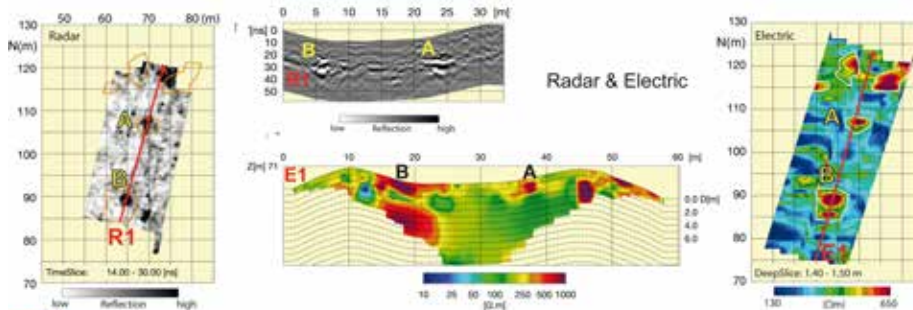 60 70 80 (m)
130
N(m)
Radar
120
110
A
100
90
B
80
R1
TimeSlice: 14.00 - 30.00 [ns]
70
low Reflection high
0 5 10 15 20 25 30 [m]
[ns] 0
10
20
30
40
50
B A
R1
low Reflection high
Radar & Electric
0 10 20 30 40 50 60 [m]
Z[m] 71
E1 B A
0.0 D[m]
2.0
4.0
6.0
10 25 50 100 250 500 1000
[Ω.m]
130
N(m)
Electric
120
110
A
100
90
B
80
E1
DeepSlice: 1.40 - 1.50 m
70
130 (Ωm) 650